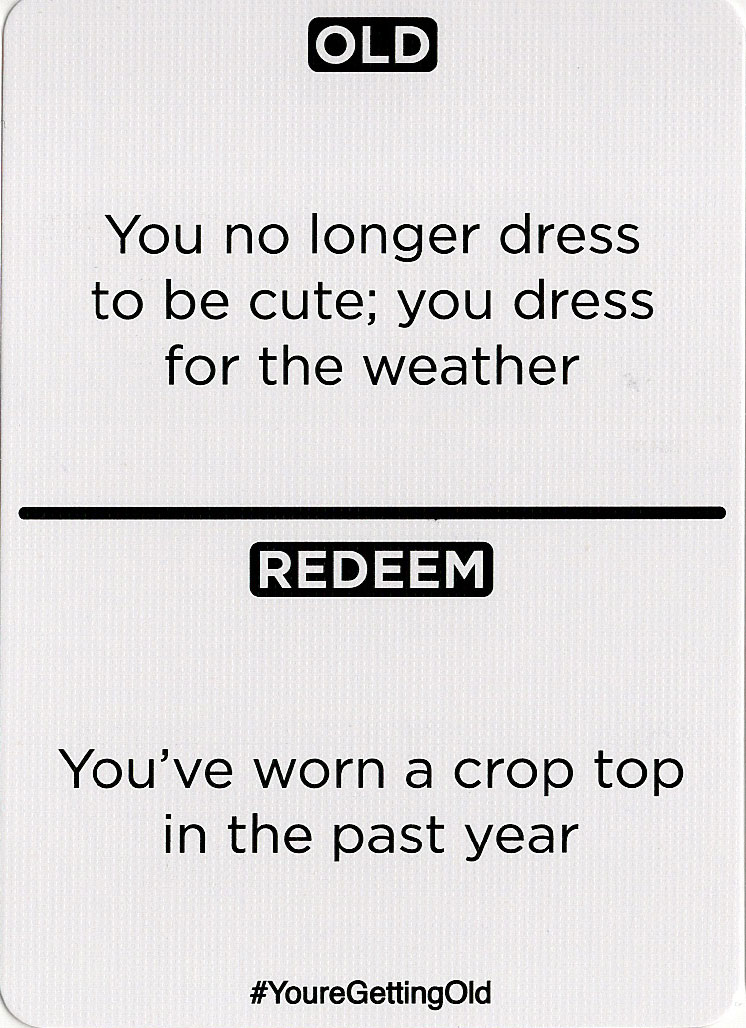 OLD
You no longer dress
to be cute; you dress
for the weather
REDEEM
You've worn a crop top
in the past year
#YoureGettingOld